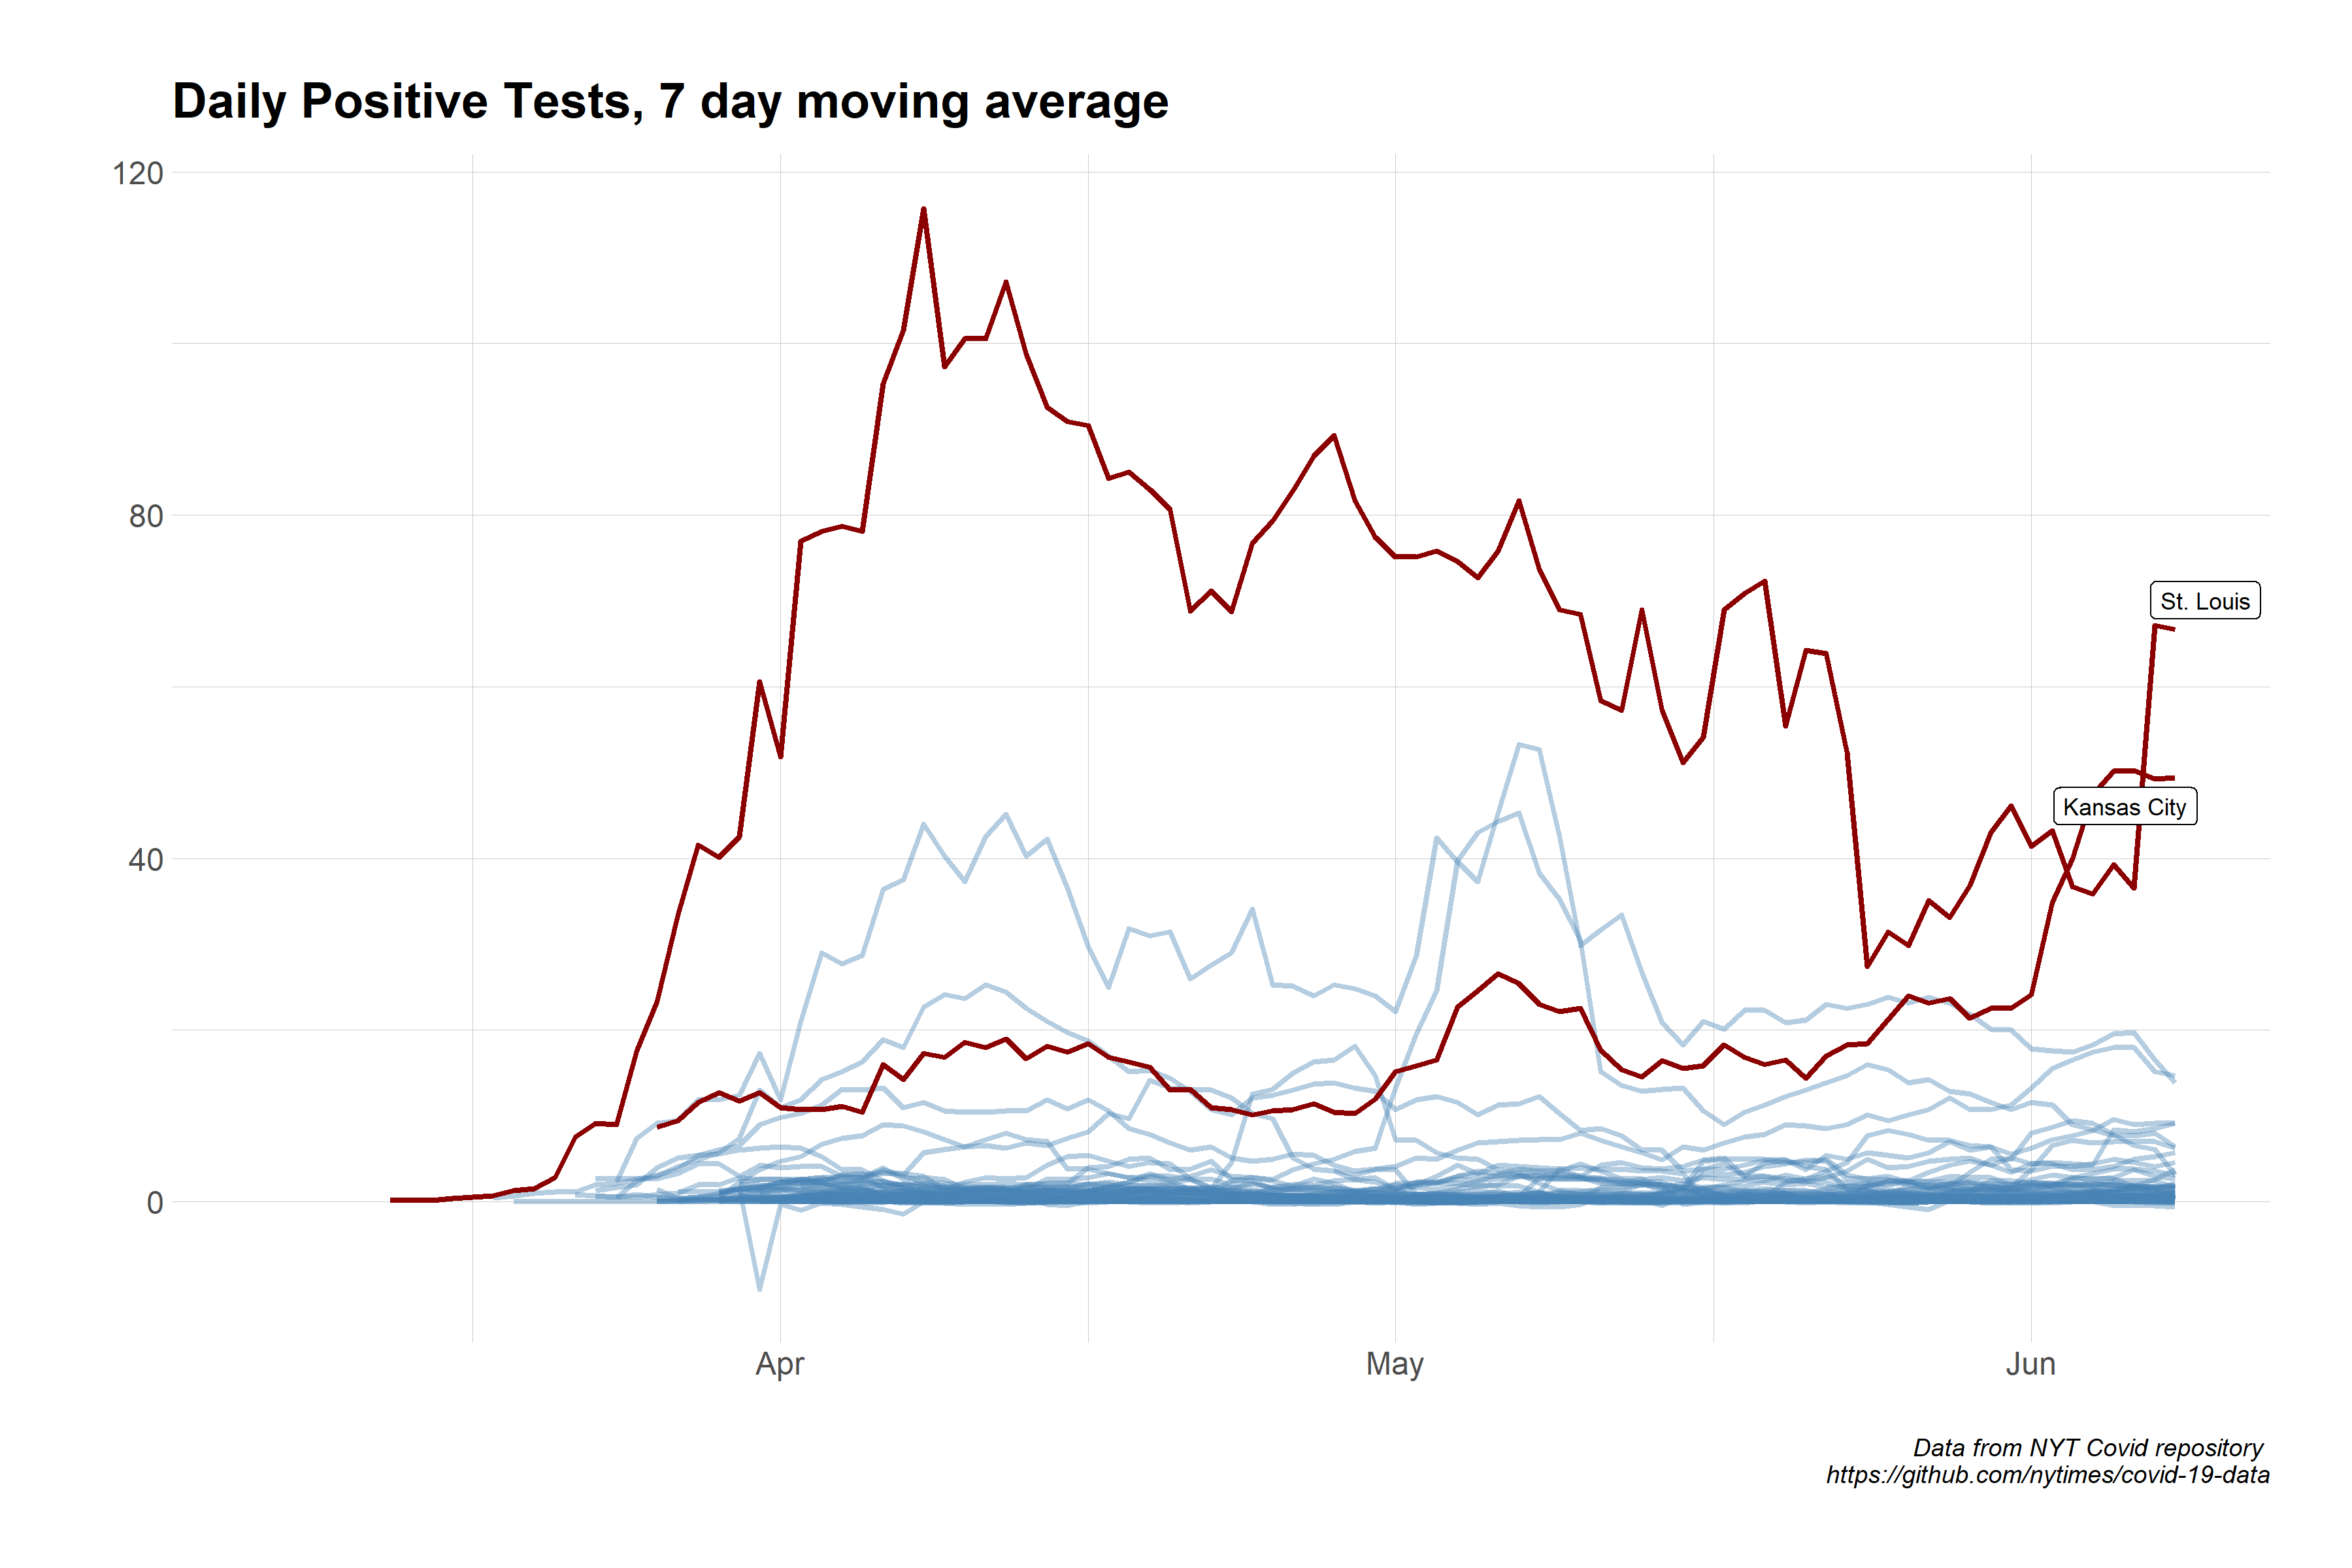 Daily Positive Tests, 7 day moving average
120
80
40
0
St. Louis
Kansas City
Apr
May
Jun
Data from NYT Covid repository
https://github.com/nytimes/covid-19-data